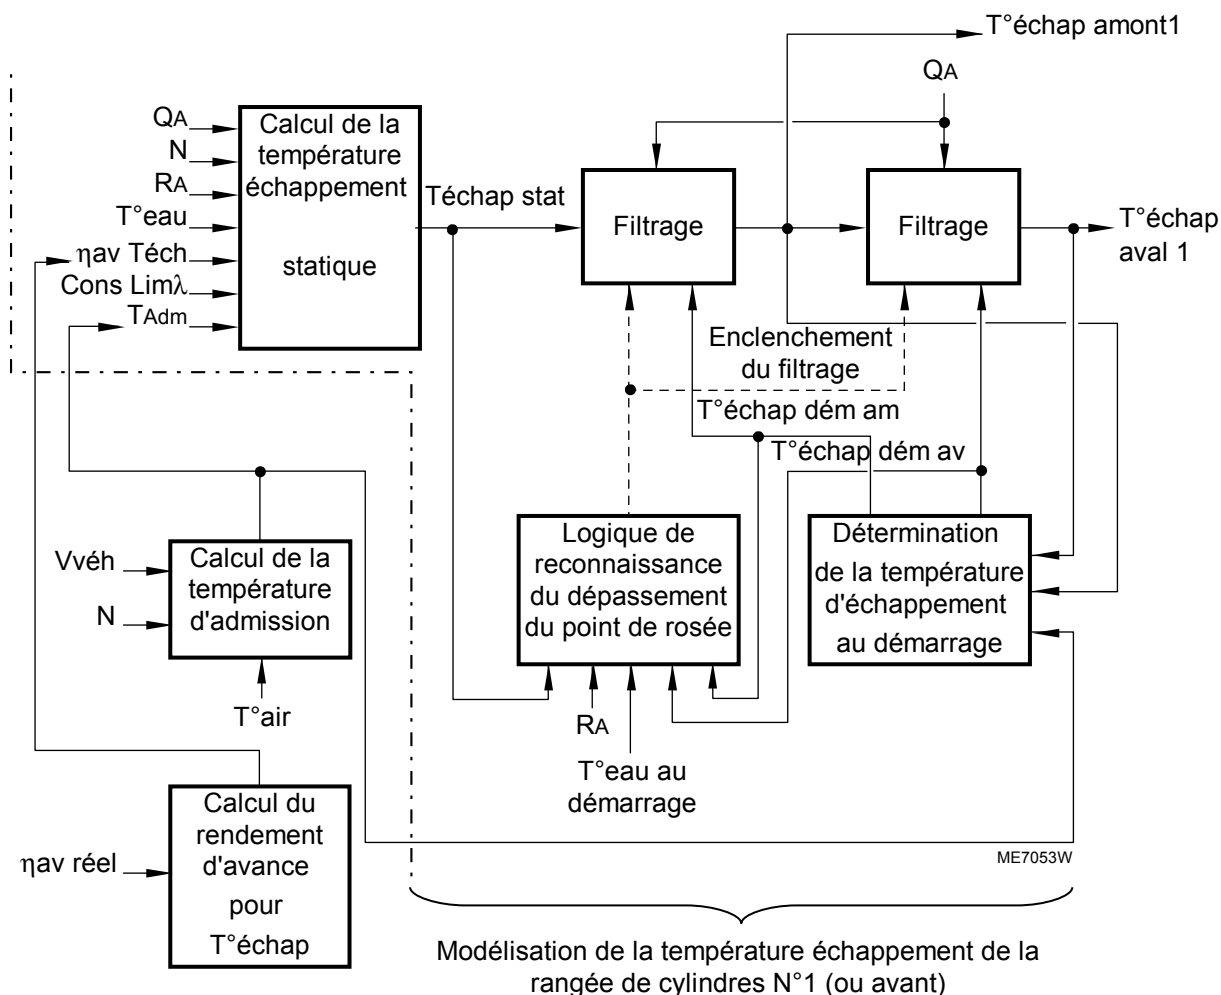 T°échap amont1
QA
QA
N
RA
T°eau
ηav Téch
Cons Limλ
TAdm
Calcul de la
température
échappement
statique
Téchap stat
Filtrage
Filtrage
T°échap
aval 1
Enclenchement
du filtrage
T°échap dém am
T°échap dém av
Vvéh
N
Calcul de la
température
d'admission
T°air
Logique de
reconnaissance
du dépassement
du point de rosée
RA
T°eau au
démarrage
Détermination
de la température
d'échappement
au démarrage
ηav réel
Calcul du
rendement
d'avance
pour
T°échap
ME7053W
Modélisation de la température échappement de la
rangée de cylindres N°1 (ou avant)